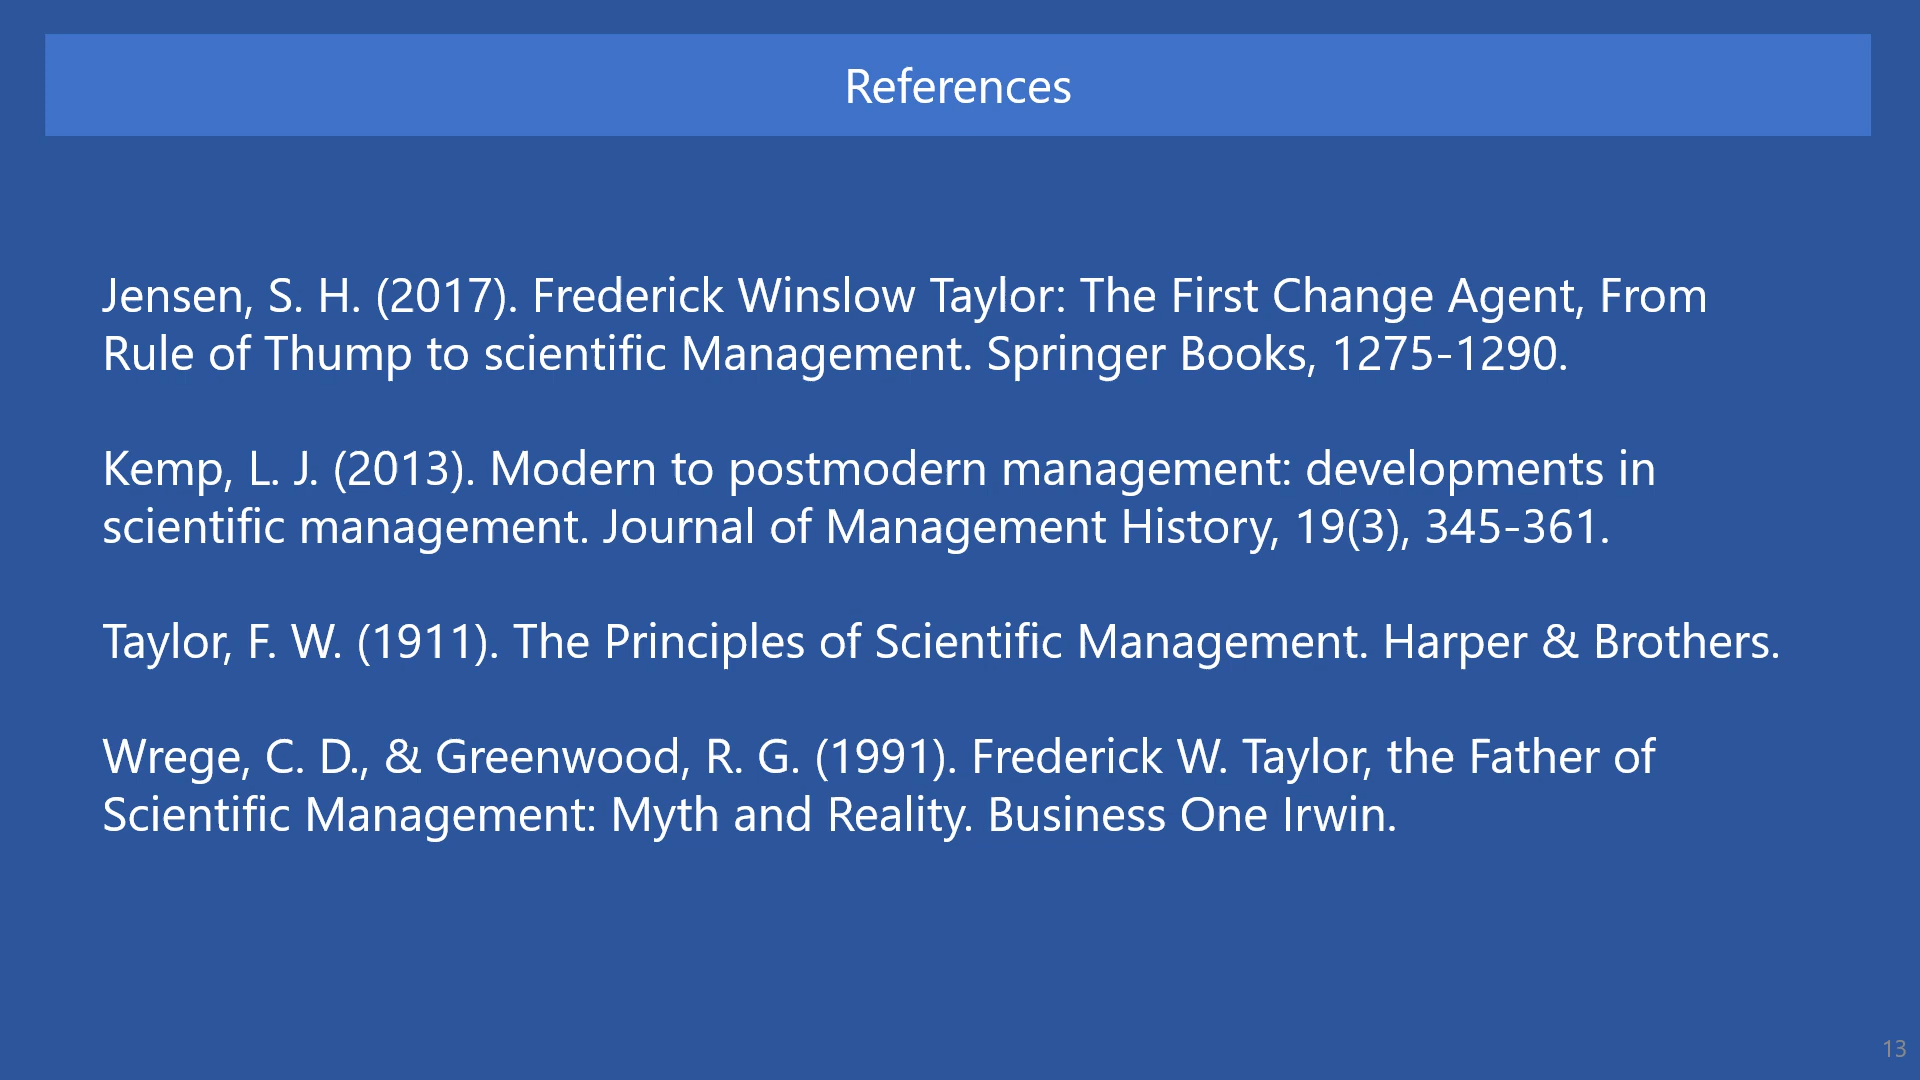 References
Jensen, S. H. (2017). Frederick Winslow Taylor: The First Change Agent, From
Rule of Thump to scientific Management. Springer Books, 1275-1290.
Kemp, L. J. (2013). Modern to postmodern management: developments in
scientific management. Journal of Management History, 19(3), 345-361.
Taylor, F. W. (1911). The Principles of Scientific Management. Harper & Brothers.
Wrege, C. D., & Greenwood, R. G. (1991). Frederick W. Taylor, the Father of
Scientific Management: Myth and Reality. Business One Irwin.
13